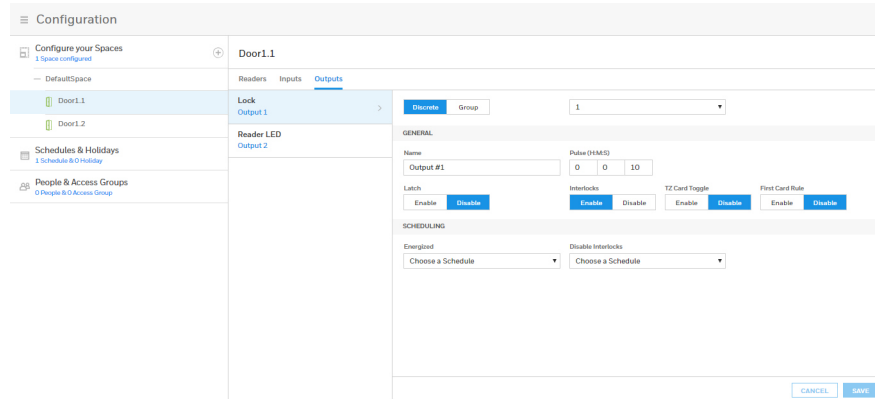 Configuration
Configure your Spaces
1 Space configured
DefaultSpace
Door1.1
Door1.2
Schedules & Holidays
1 Schedule & 0 Holiday
People & Access Groups
0 People & 0 Access Group
Door1.1
Readers Inputs Outputs
Lock
Output 1
Reader LED
Output 2
Discrete Group 1
GENERAL
Name Pulse (H:M:S)
Output #1 0 0 10
Latch Interlocks TZ Card Toggle First Card Rule
Enable Disable Enable Disable Enable Disable Enable Disable
SCHEDULING
Energized Disable Interlocks
Choose a Schedule Choose a Schedule
CANCEL SAVE